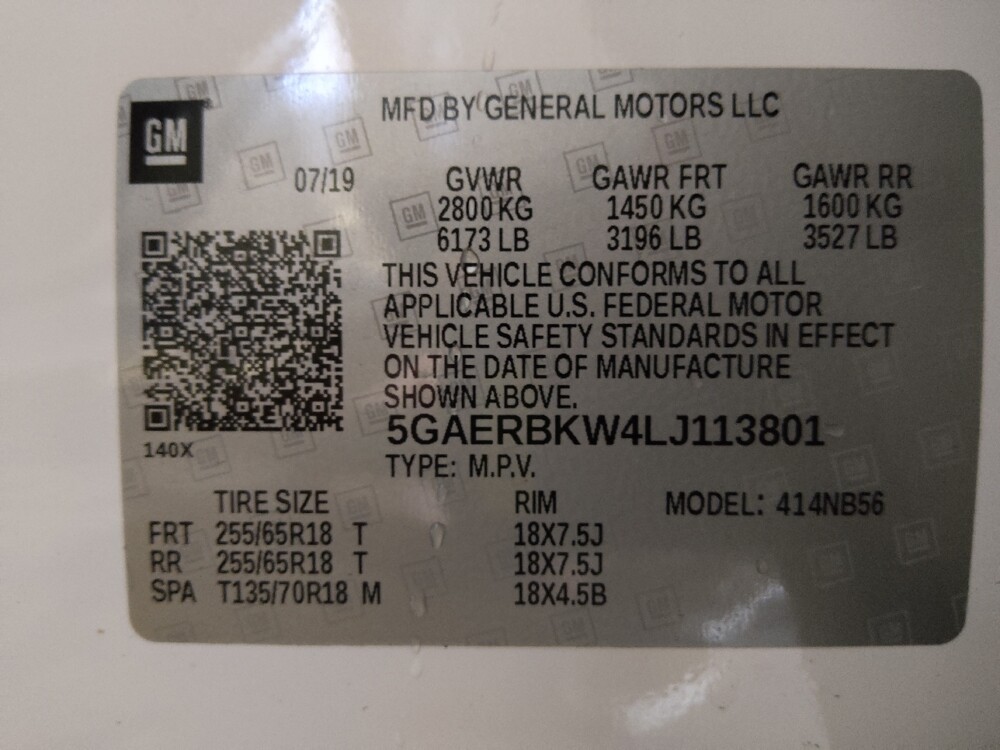 GM
MFD BY GENERAL MOTORS LLC
07/19 GVWR GAWR FRT GAWR RR
2800 KG 1450 KG 1600 KG
6173 LB 3196 LB 3527 LB
THIS VEHICLE CONFORMS TO ALL
APPLICABLE U.S. FEDERAL MOTOR
VEHICLE SAFETY STANDARDS IN EFFECT
ON THE DATE OF MANUFACTURE
SHOWN ABOVE.
5GAERBKW4LJ113801
140X
TYPE: M.P.V.
TIRE SIZE RIM MODEL: 414NB56
FRT 255/65R18 T 18X7.5J
RR 255/65R18 T 18X7.5J
SPA T135/70R18 M 18X4.5B